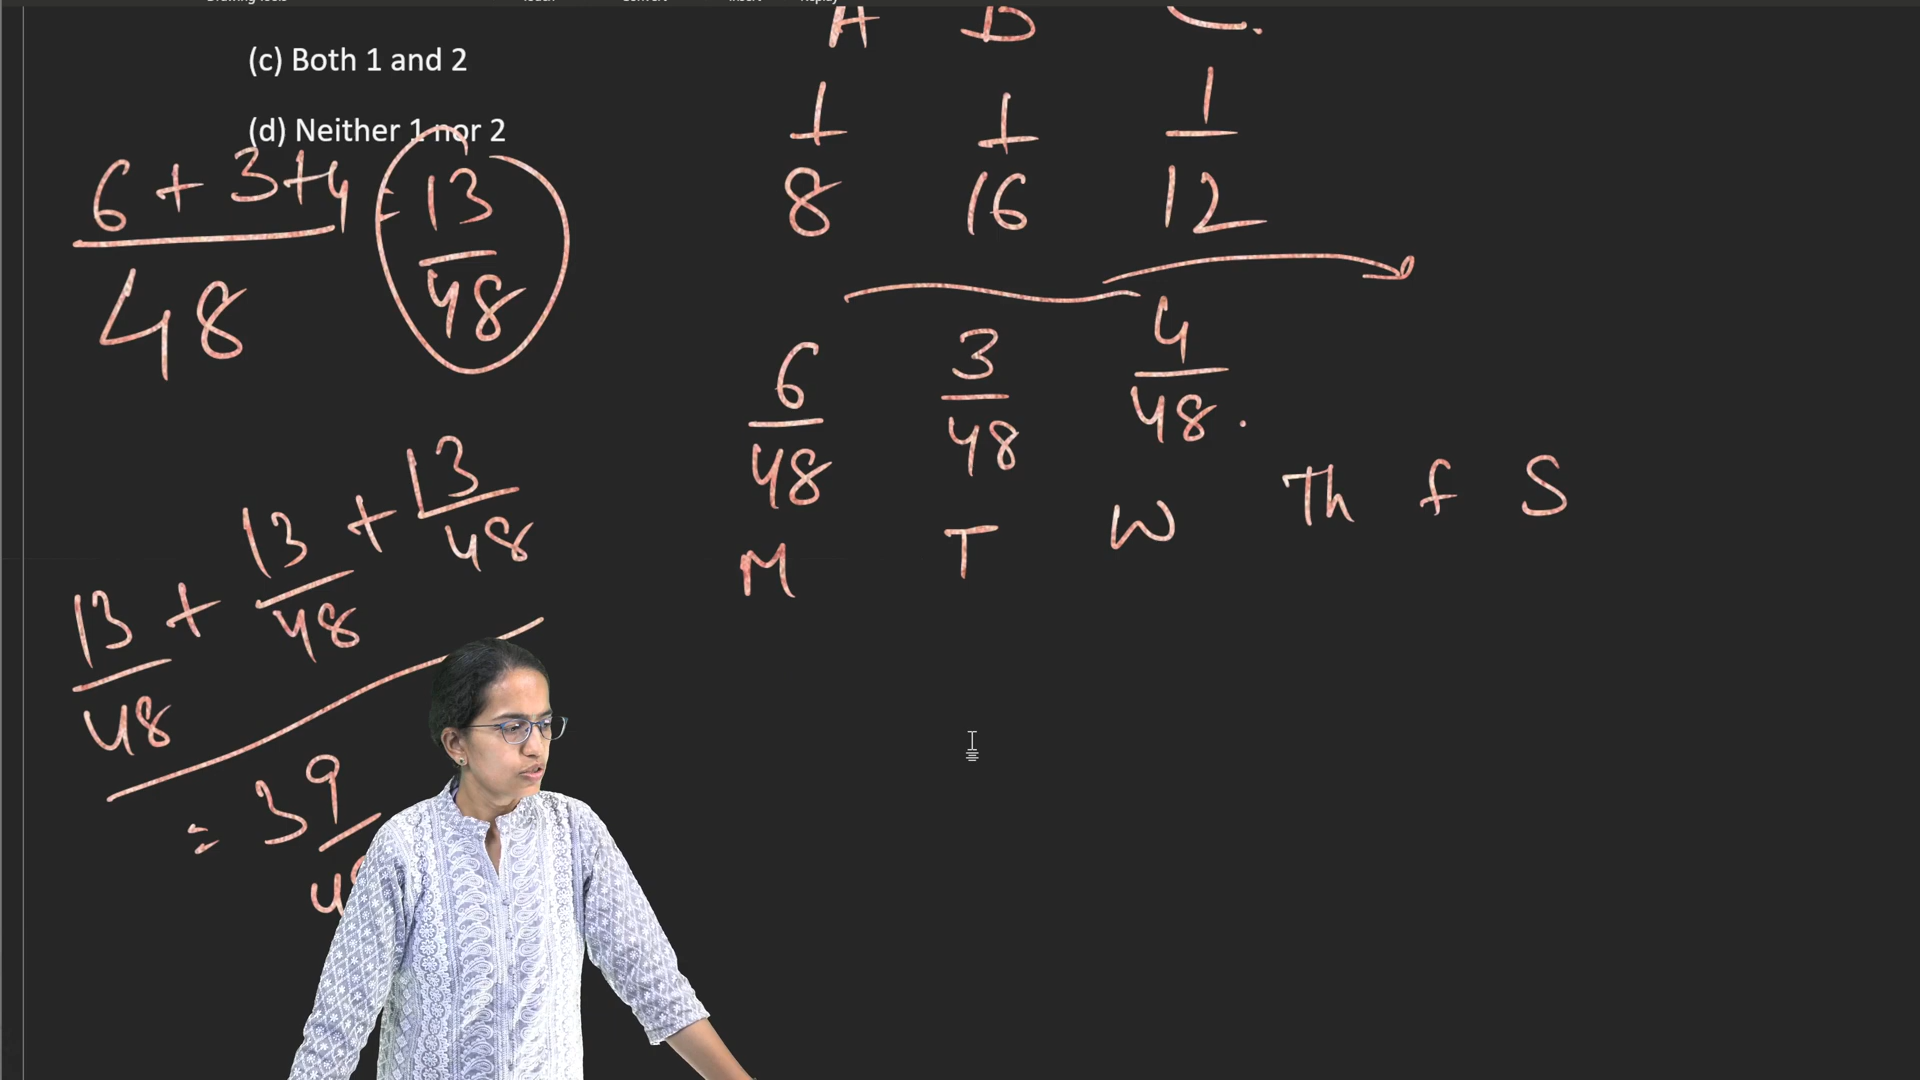 (c) Both 1 and 2
(d) Neither 1 nor 2
1/8 1/16 1/12
6 + 3 + 4 / 48 = 13/48
6/48 3/48 4/48.
M T W Th f S
13/48 + 13/48 + 13/48
= 39/